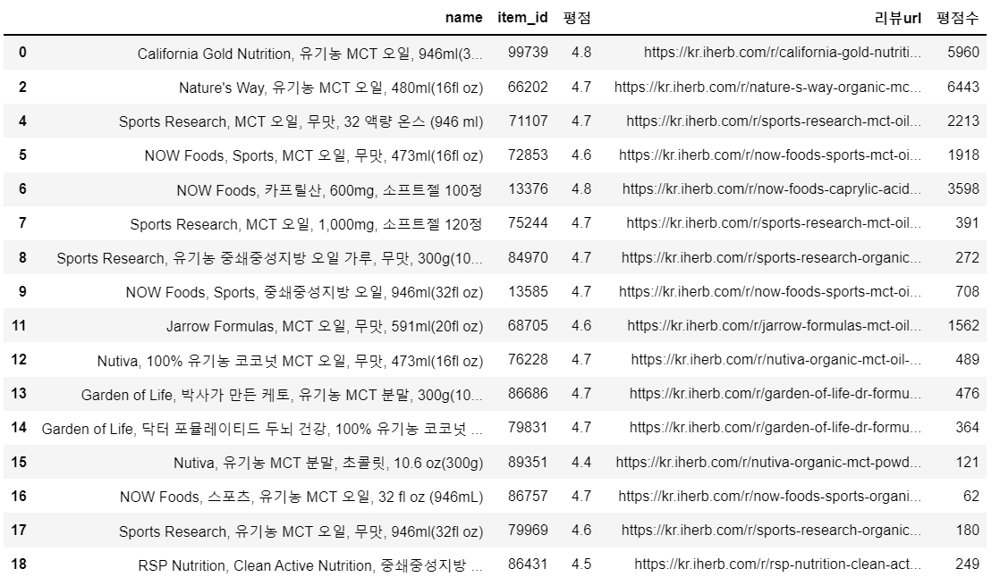 name item_id 평점 리뷰url 평점수
0 California Gold Nutrition, 유기농 MCT 오일, 946ml(3... 99739 4.8 https://kr.iherb.com/r/california-gold-nutriti... 5960
2 Nature's Way, 유기농 MCT 오일, 480ml(16fl oz) 66202 4.7 https://kr.iherb.com/r/nature-s-way-organic-mc... 6443
4 Sports Research, MCT 오일, 무맛, 32 액량 온스 (946 ml) 71107 4.7 https://kr.iherb.com/r/sports-research-mct-oil... 2213
5 NOW Foods, Sports, MCT 오일, 무맛, 473ml(16fl oz) 72853 4.6 https://kr.iherb.com/r/now-foods-sports-mct-oi... 1918
6 NOW Foods, 카프릴산, 600mg, 소프트젤 100정 13376 4.8 https://kr.iherb.com/r/now-foods-caprylic-acid... 3598
7 Sports Research, MCT 오일, 1,000mg, 소프트젤 120정 75244 4.7 https://kr.iherb.com/r/sports-research-mct-oil... 391
8 Sports Research, 유기농 중쇄중성지방 오일 가루, 무맛, 300g(10... 84970 4.7 https://kr.iherb.com/r/sports-research-organic... 272
9 NOW Foods, Sports, 중쇄중성지방 오일, 946ml(32fl oz) 13585 4.7 https://kr.iherb.com/r/now-foods-sports-mct-oi... 708
11 Jarrow Formulas, MCT 오일, 무맛, 591ml(20fl oz) 68705 4.6 https://kr.iherb.com/r/jarrow-formulas-mct-oil... 1562
12 Nutiva, 100% 유기농 코코넛 MCT 오일, 무맛, 473ml(16fl oz) 76228 4.7 https://kr.iherb.com/r/nutiva-organic-mct-oil-... 489
13 Garden of Life, 박사가 만든 케토, 유기농 MCT 분말, 300g(10... 86686 4.7 https://kr.iherb.com/r/garden-of-life-dr-formu... 476
14 Garden of Life, 닥터 포뮬레이티드 두뇌 건강, 100% 유기농 코코넛 ... 79831 4.7 https://kr.iherb.com/r/garden-of-life-dr-formu... 364
15 Nutiva, 유기농 MCT 분말, 초콜릿, 10.6 oz(300g) 89351 4.4 https://kr.iherb.com/r/nutiva-organic-mct-powd... 121
16 NOW Foods, 스포츠, 유기농 MCT 오일, 32 fl oz (946mL) 86757 4.7 https://kr.iherb.com/r/now-foods-sports-organi... 62
17 Sports Research, 유기농 MCT 오일, 무맛, 946ml(32fl oz) 79969 4.6 https://kr.iherb.com/r/sports-research-organic... 180
18 RSP Nutrition, Clean Active Nutrition, 중쇄중성지방 ... 86431 4.5 https://kr.iherb.com/r/rsp-nutrition-clean-act... 249